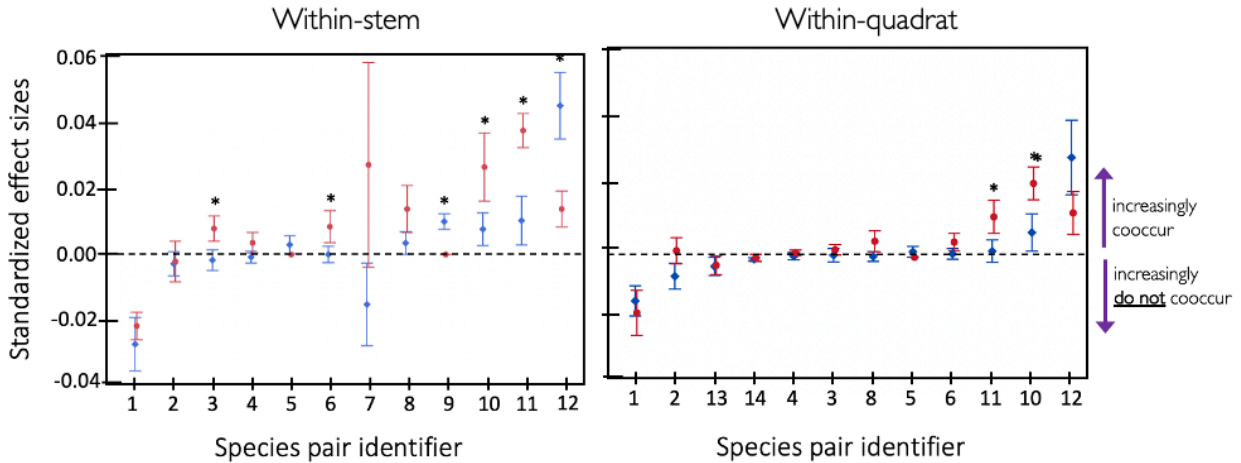 Within-stem
Within-quadrat
Standardized effect sizes
0.06
0.04
0.02
0.00
-0.02
-0.04
* * * * * *
* **
1 2 3 4 5 6 7 8 9 10 11 12
1 2 13 14 4 3 8 5 6 11 10 12
Species pair identifier
Species pair identifier
increasingly
cooccur
increasingly
do not cooccur